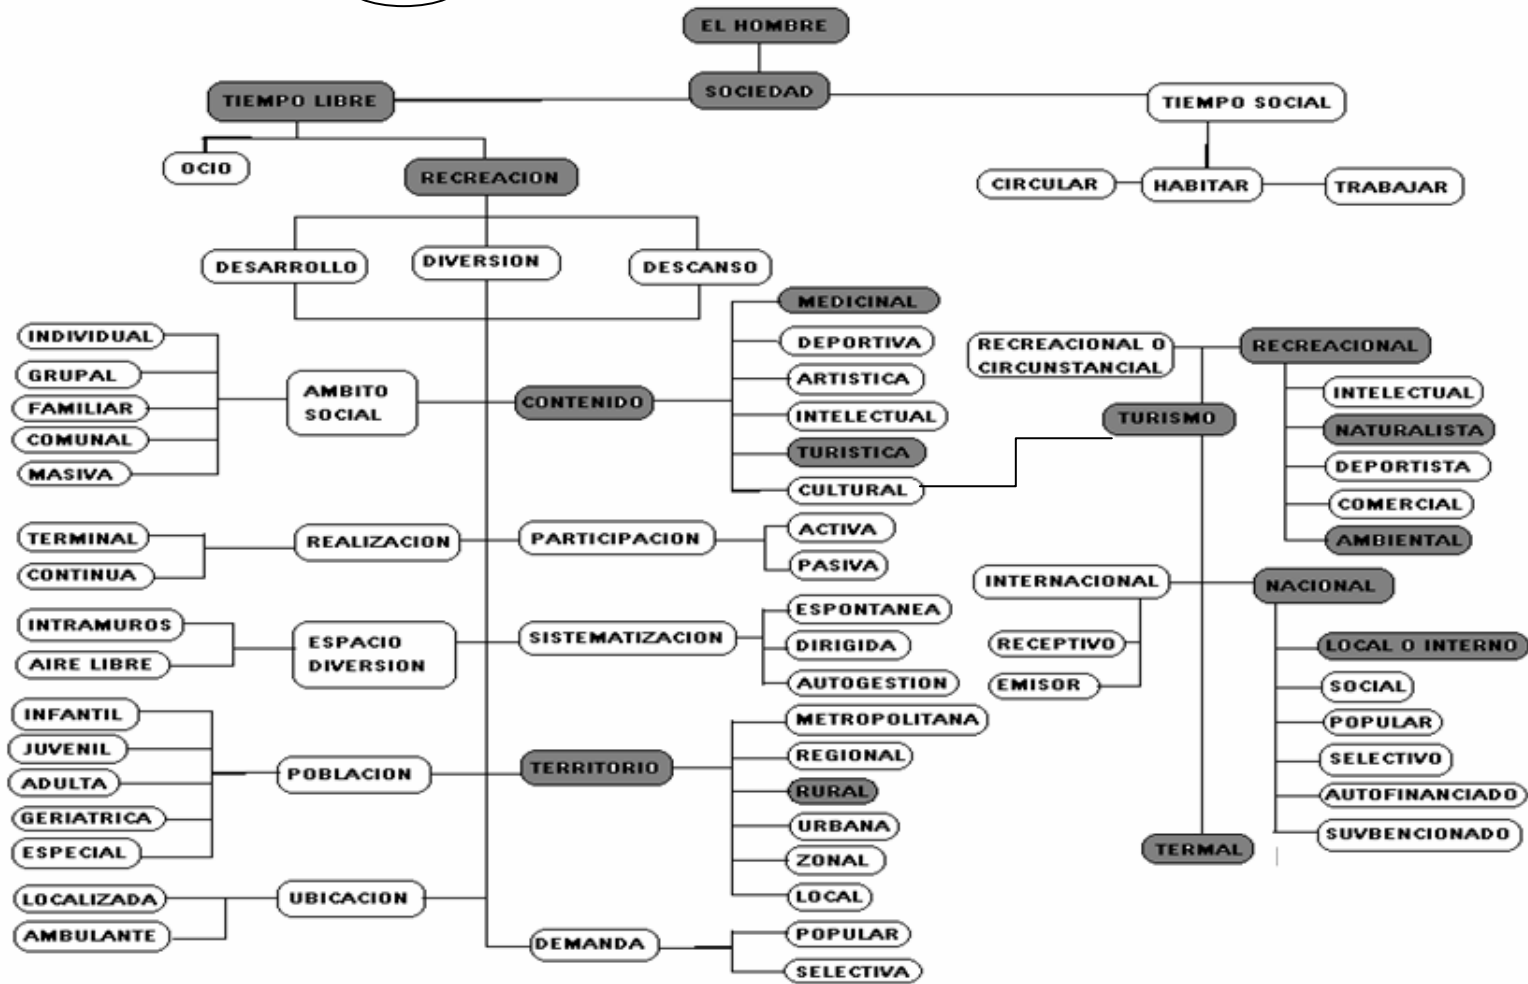 EL HOMBRE
SOCIEDAD
TIEMPO LIBRE
TIEMPO SOCIAL
OCIO
RECREACION
CIRCULAR
HABITAR
TRABAJAR
DESARROLLO
DIVERSION
DESCANSO
INDIVIDUAL
GRUPAL
FAMILIAR
COMUNAL
MASIVA
AMBITO
SOCIAL
CONTENIDO
MEDICINAL
DEPORTIVA
ARTISTICA
INTELECTUAL
TURISTICA
CULTURAL
TERMINAL
CONTINUA
REALIZACION
PARTICIPACION
ACTIVA
PASIVA
INTRAMUROS
AIRE LIBRE
ESPACIO
DIVERSION
SISTEMATIZACION
ESPONTANEA
DIRIGIDA
AUTOGESTION
INFANTIL
JUVENIL
ADULTA
GERIATRICA
ESPECIAL
POBLACION
TERRITORIO
METROPOLITANA
REGIONAL
RURAL
URBANA
ZONAL
LOCAL
LOCALIZADA
AMBULANTE
UBICACION
DEMANDA
POPULAR
SELECTIVA
RECREACIONAL O
CIRCUNSTANCIAL
TURISMO
RECREACIONAL
INTELECTUAL
NATURALISTA
DEPORTISTA
COMERCIAL
AMBIENTAL
INTERNACIONAL
RECEPTIVO
EMISOR
NACIONAL
LOCAL O INTERNO
SOCIAL
POPULAR
SELECTIVO
AUTOFINANCIADO
SUVBENCIONADO
TERMAL